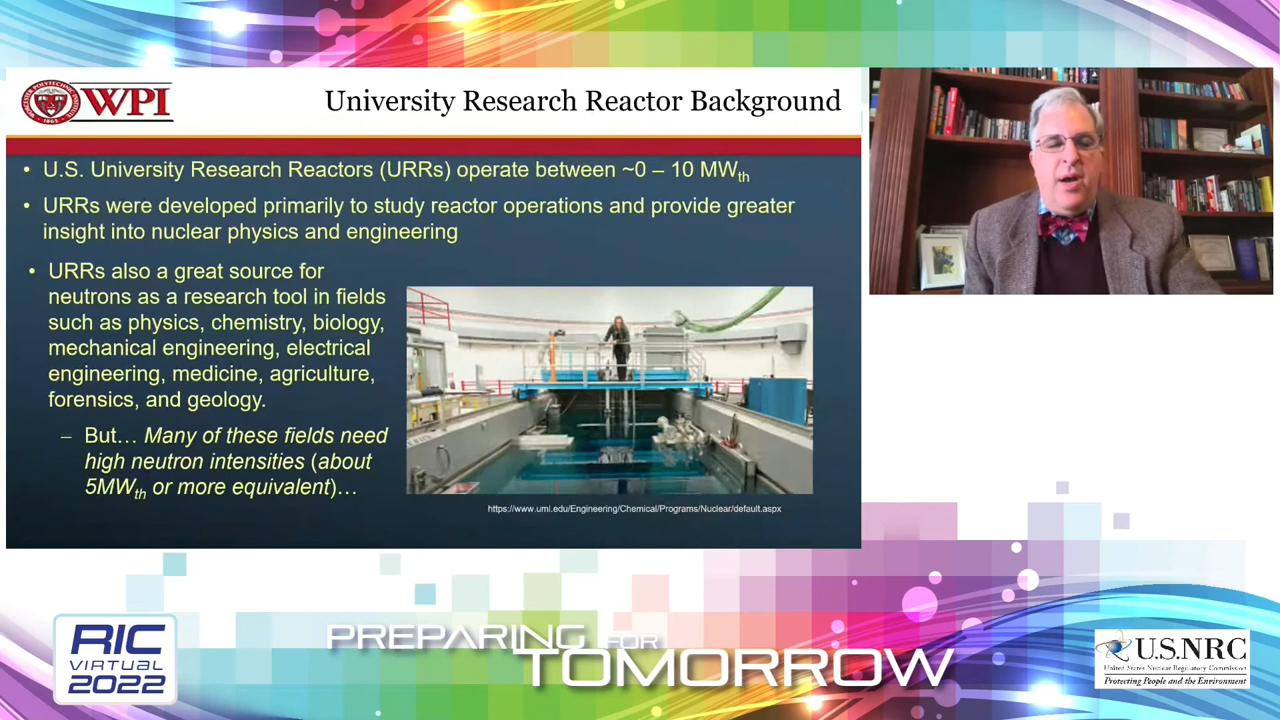 WPI
University Research Reactor Background
• U.S. University Research Reactors (URRs) operate between ~0 – 10 MWth
• URRs were developed primarily to study reactor operations and provide greater
insight into nuclear physics and engineering
• URRs also a great source for
neutrons as a research tool in fields
such as physics, chemistry, biology,
mechanical engineering, electrical
engineering, medicine, agriculture,
forensics, and geology.
– But… Many of these fields need
high neutron intensities (about
5MWth or more equivalent)…
https://www.uml.edu/Engineering/Chemical/Programs/Nuclear/default.aspx
RIC
VIRTUAL
2022
PREPARING FOR
TOMORROW
U.S.NRC
United States Nuclear Regulatory Commission
Protecting People and the Environment